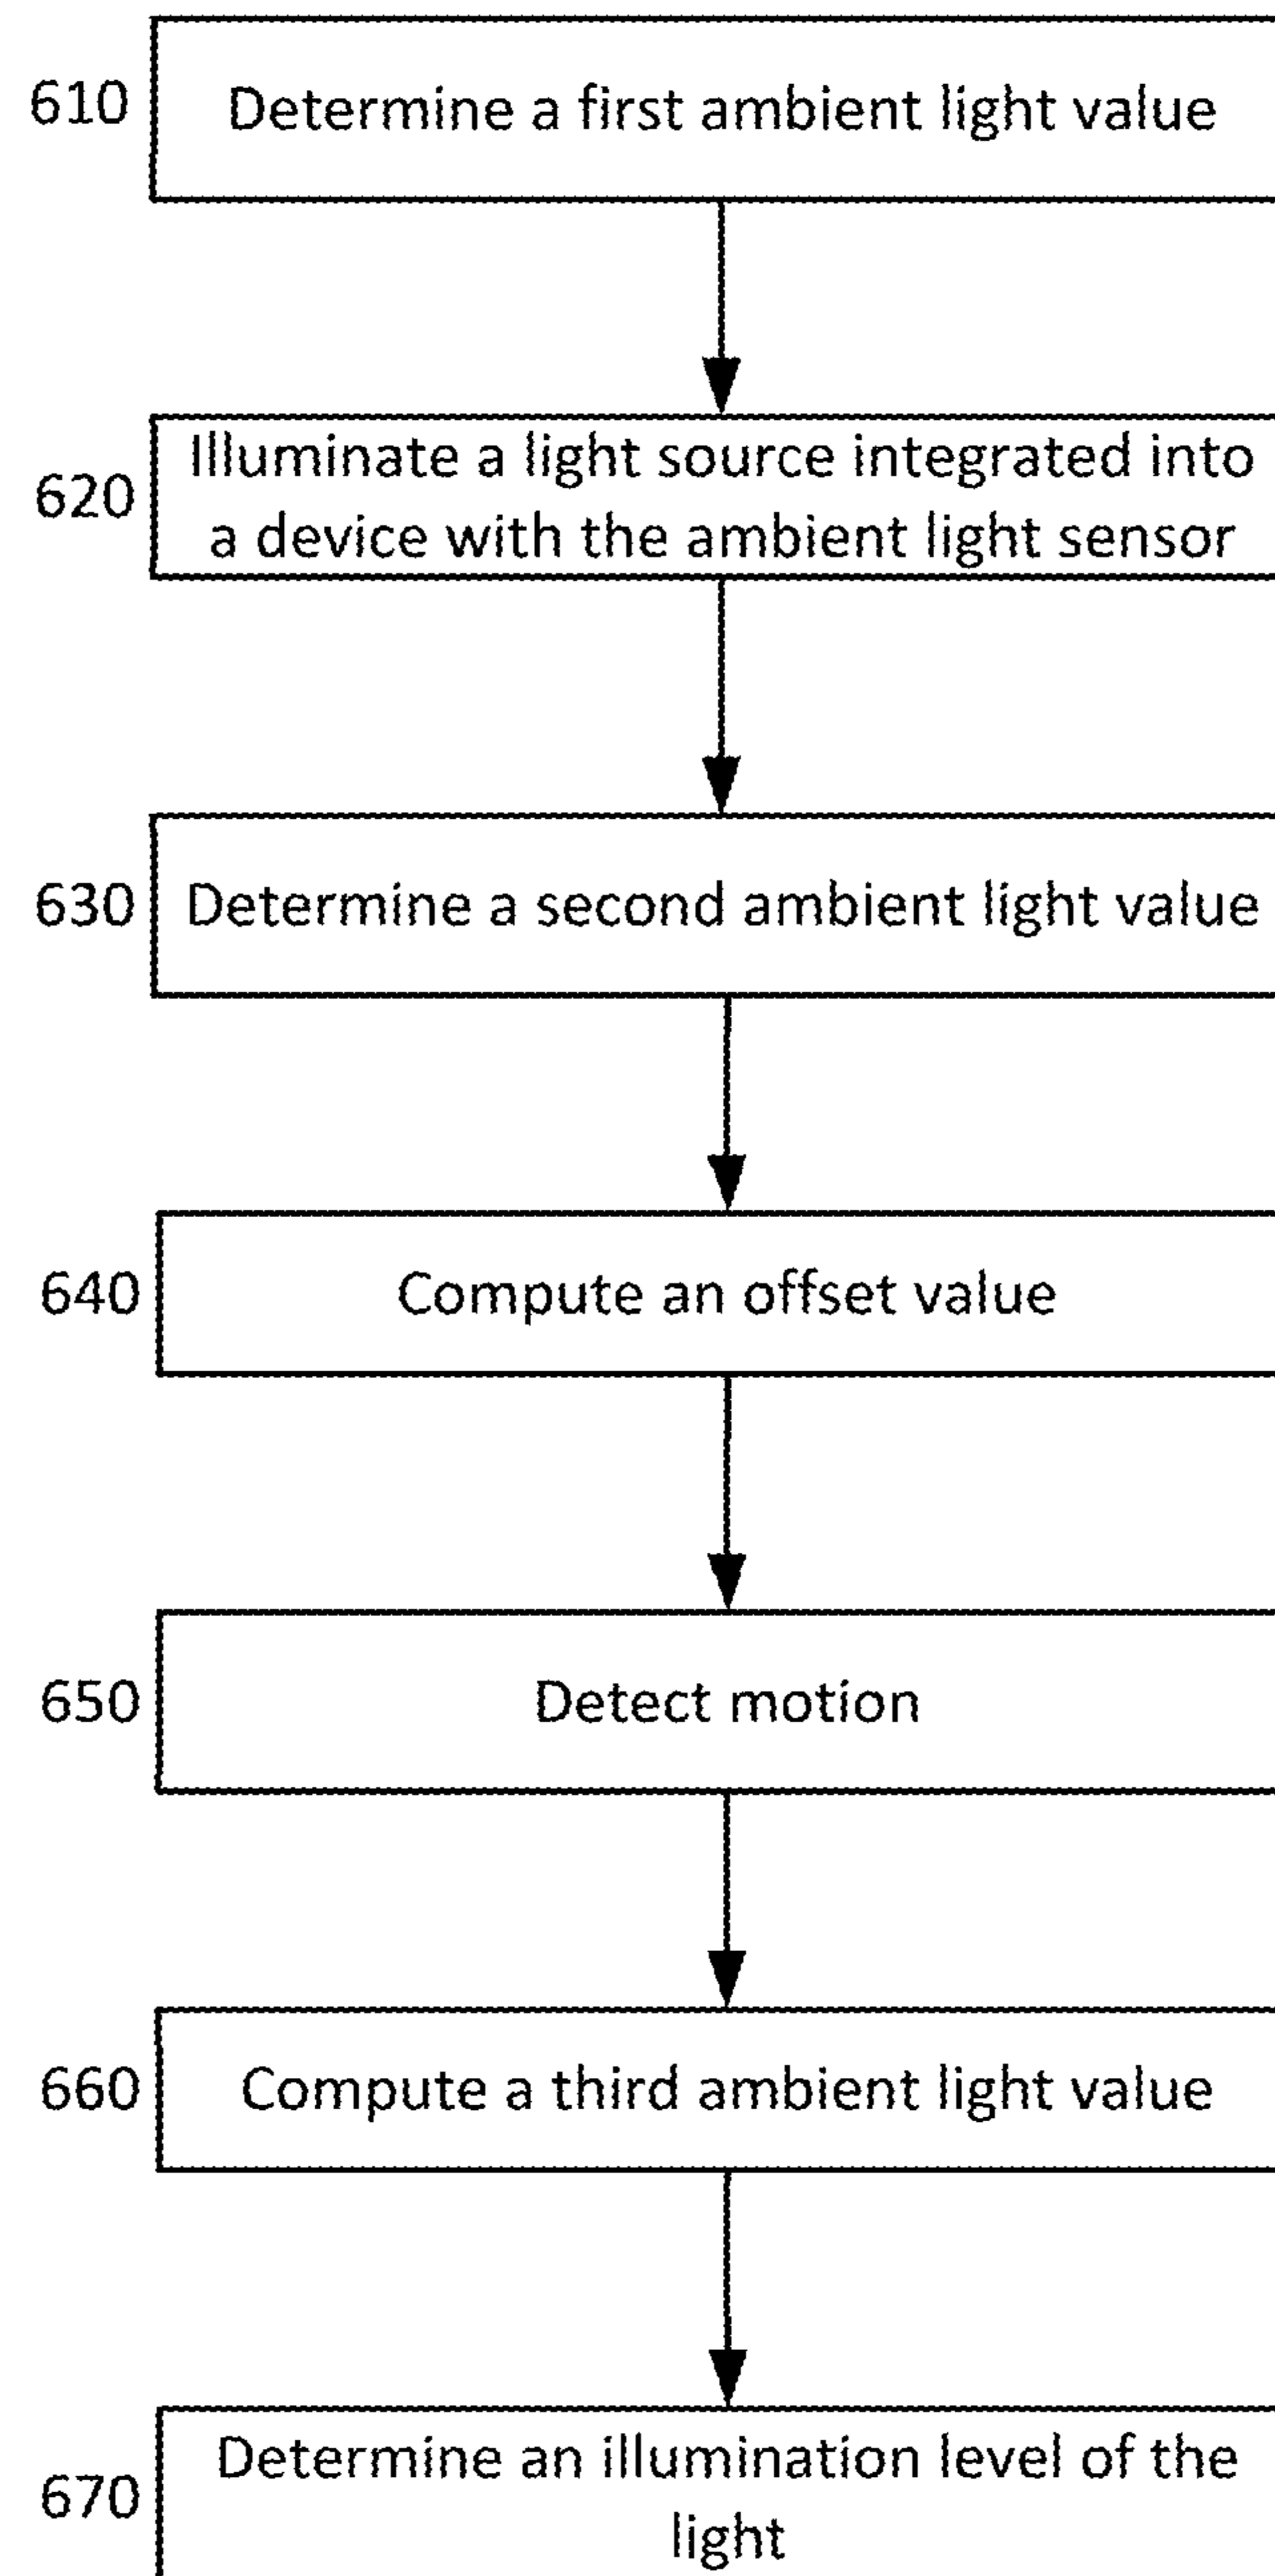 610
Determine a first ambient light value
620
Illuminate a light source integrated into
a device with the ambient light sensor
630
Determine a second ambient light value
640
Compute an offset value
650
Detect motion
660
Compute a third ambient light value
670
Determine an illumination level of the
light